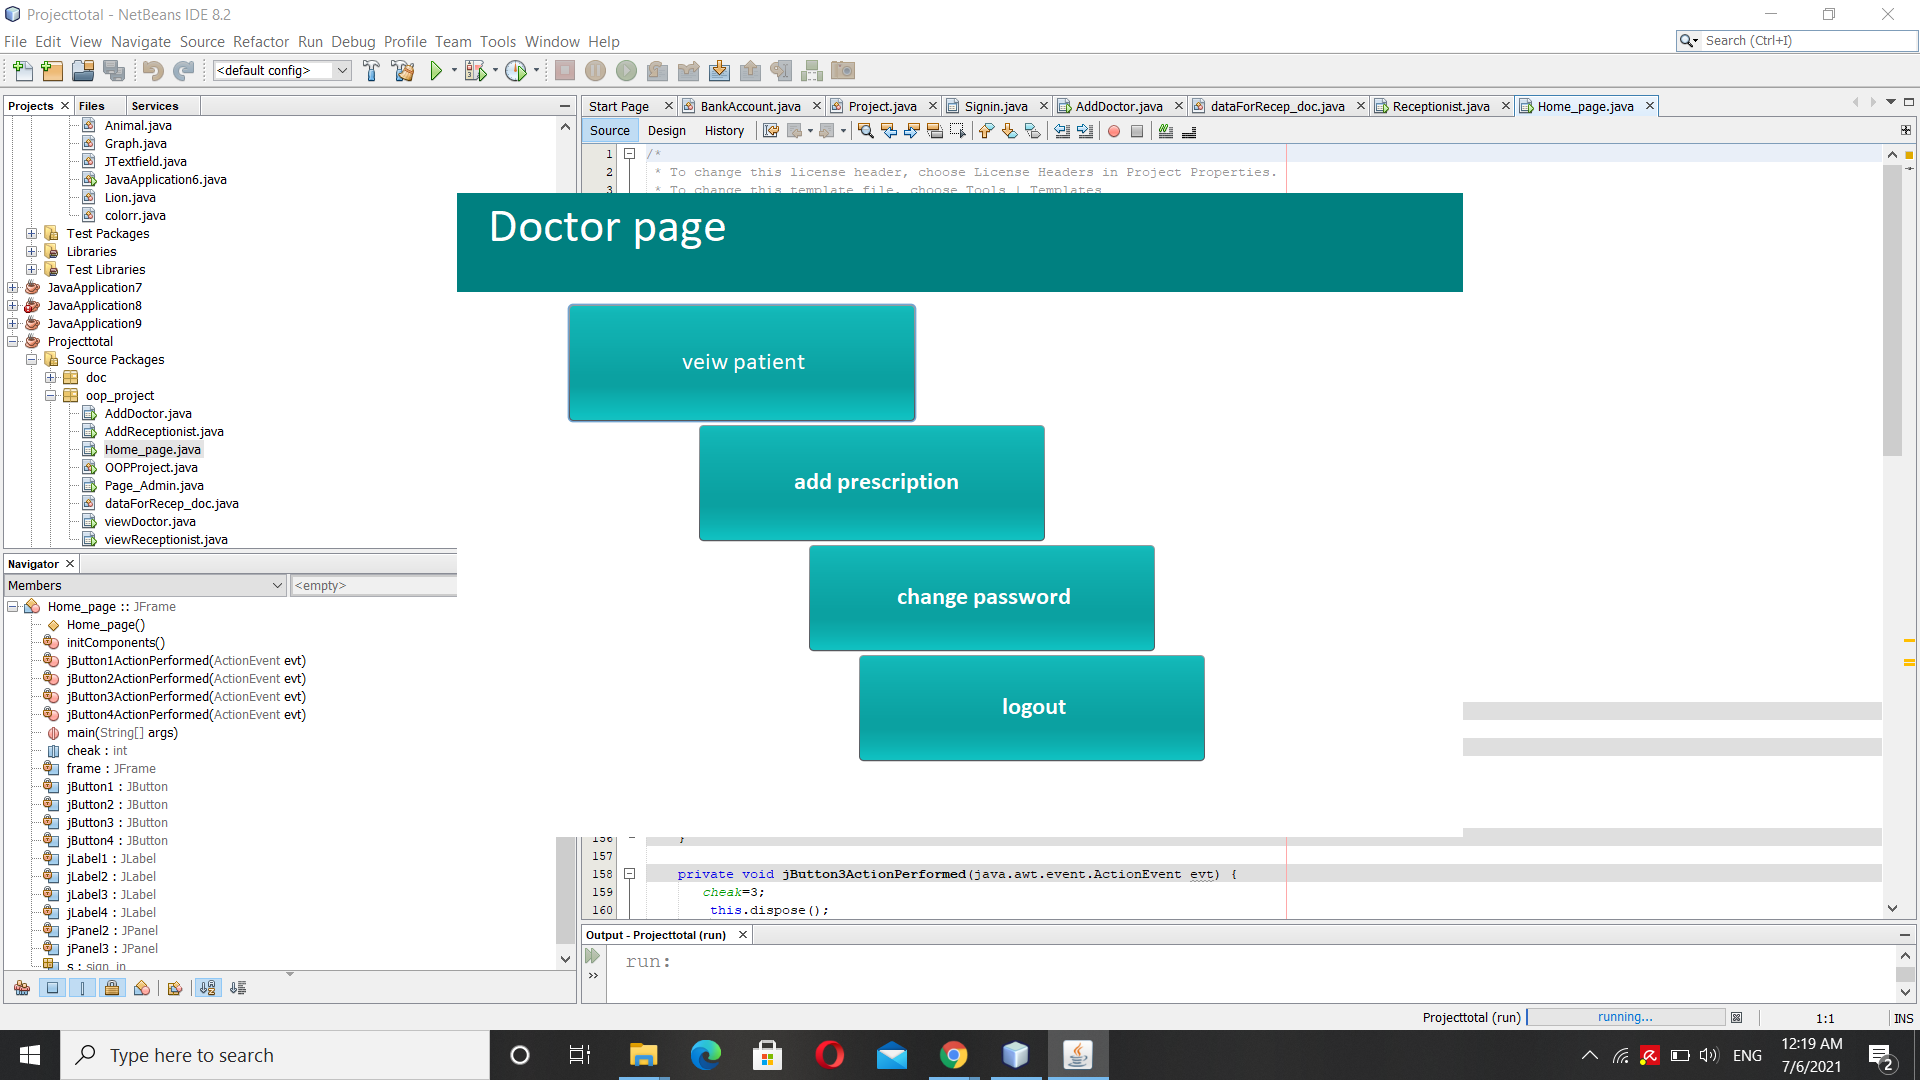 Projecttotal - NetBeans IDE 8.2
File Edit View Navigate Source Refactor Run Debug Profile Team Tools Window Help
Search (Ctrl+I)
<default config>
Projects
Files
Services
Animal.java
Graph.java
JTextfield.java
JavaApplication6.java
Lion.java
colorr.java
Test Packages
Libraries
Test Libraries
JavaApplication7
JavaApplication8
JavaApplication9
Projecttotal
Source Packages
doc
oop_project
AddDoctor.java
AddReceptionist.java
Home_page.java
OOPProject.java
Page_Admin.java
dataForRecep_doc.java
viewDoctor.java
viewReceptionist.java
Navigator
Members
<empty>
Home_page :: JFrame
Home_page()
initComponents()
jButton1ActionPerformed(ActionEvent evt)
jButton2ActionPerformed(ActionEvent evt)
jButton3ActionPerformed(ActionEvent evt)
jButton4ActionPerformed(ActionEvent evt)
main(String[] args)
cheak : int
frame : JFrame
jButton1 : JButton
jButton2 : JButton
jButton3 : JButton
jButton4 : JButton
jLabel1 : JLabel
jLabel2 : JLabel
jLabel3 : JLabel
jLabel4 : JLabel
jPanel2 : JPanel
jPanel3 : JPanel
s : sign_in
Start Page
BankAccount.java
Project.java
Signin.java
AddDoctor.java
dataForRecep_doc.java
Receptionist.java
Home_page.java
Source
Design
History
1 /*
2 * To change this license header, choose License Headers in Project Properties.
3 * To change this template file, choose Tools | Templates
Doctor page
veiw patient
add prescription
change password
logout
156 }
157
158 private void jButton3ActionPerformed(java.awt.event.ActionEvent evt) {
159 cheak=3;
160 this.dispose();
Output - Projecttotal (run)
run:
Projecttotal (run)
running...
1:1
INS
Type here to search
ENG
12:19 AM
7/6/2021
2